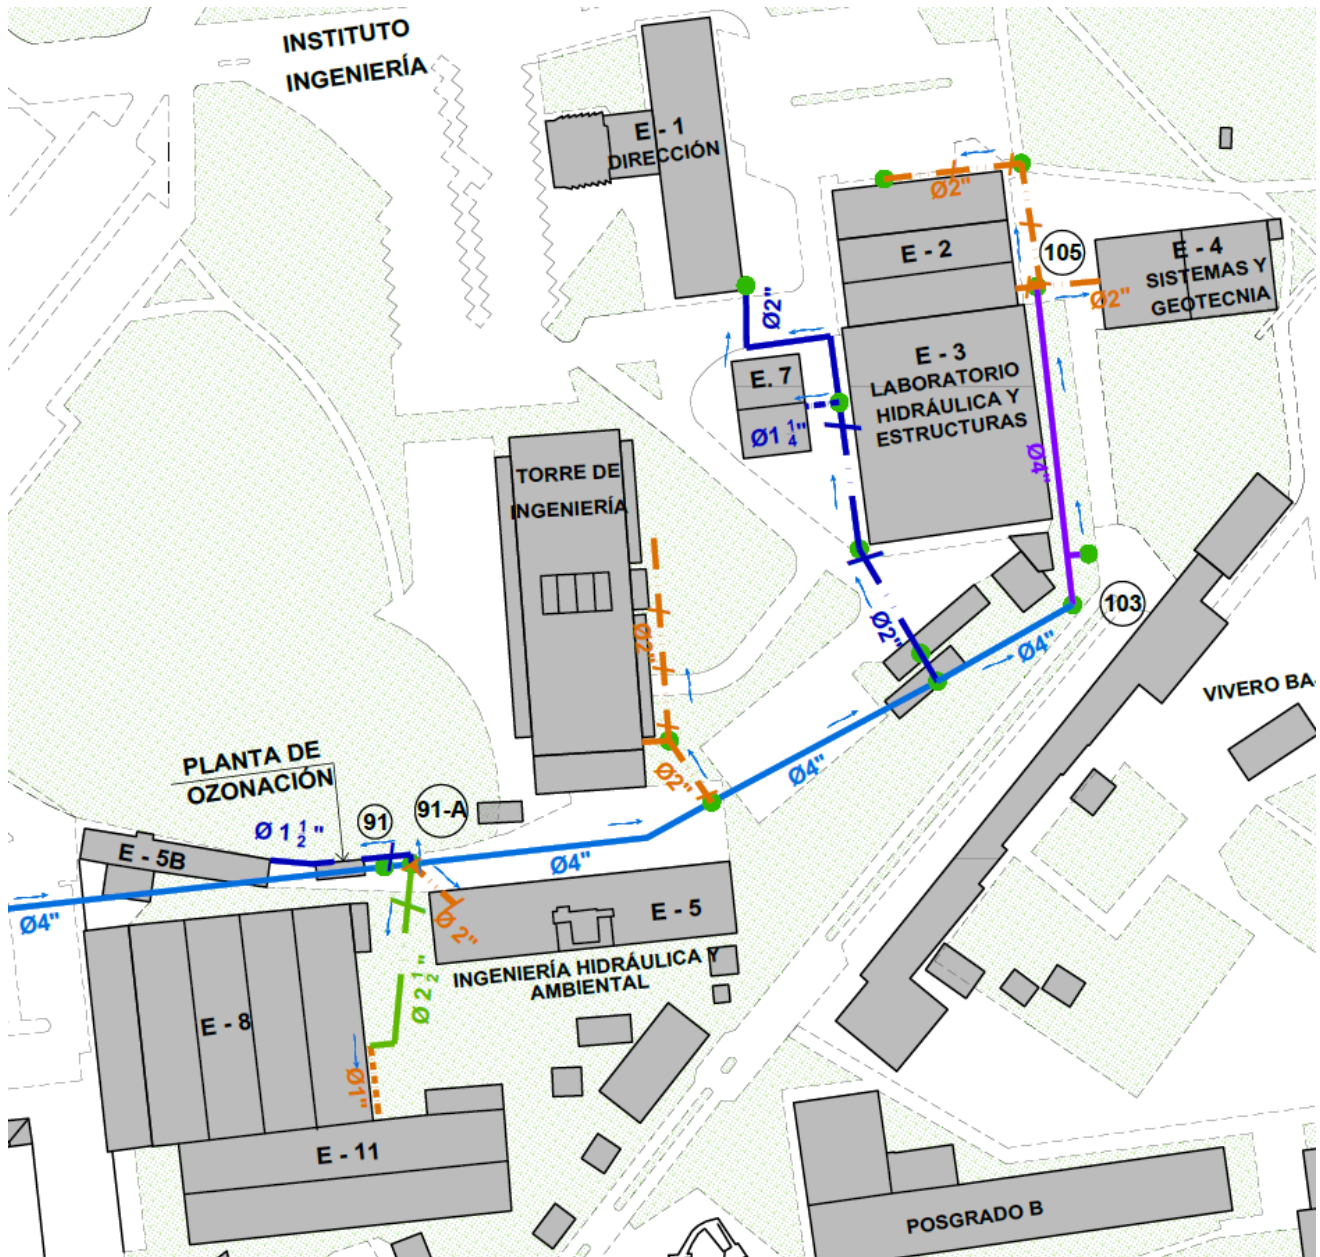 INSTITUTO
INGENIERÍA
E - 1
DIRECCIÓN
Ø2"
E - 2
105
E - 4
SISTEMAS Y
GEOTECNIA
Ø2"
Ø2"
E. 7
Ø1 1/4"
E - 3
LABORATORIO
HIDRÁULICA Y
ESTRUCTURAS
Ø4"
TORRE DE
INGENIERÍA
Ø2"
Ø2"
Ø2"
Ø4"
103
VIVERO BA
Ø4"
PLANTA DE
OZONACIÓN
91
91-A
Ø 1 1/2"
E - 5B
Ø4"
Ø4"
Ø 2"
E - 5
INGENIERÍA HIDRÁULICA Y
AMBIENTAL
Ø 2 1/2"
E - 8
Ø1"
E - 11
POSGRADO B